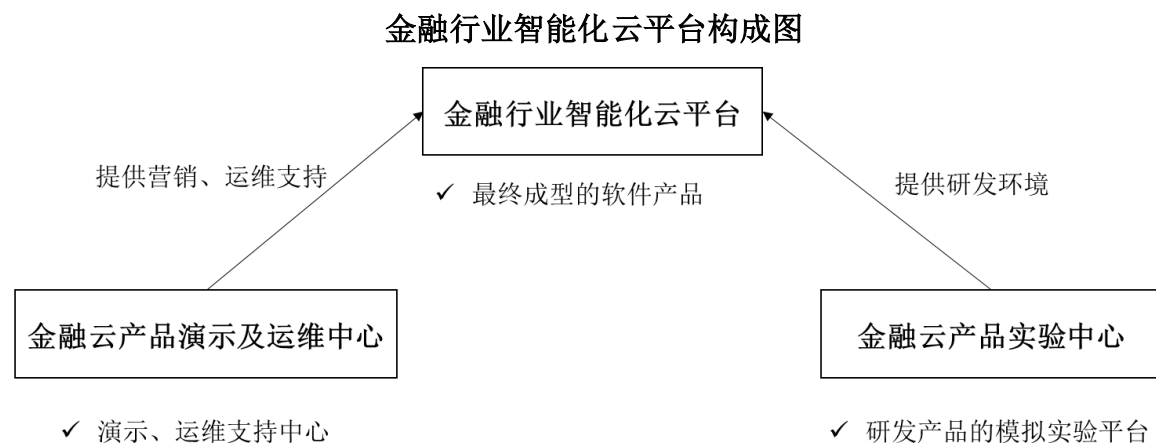 金融行业智能化云平台构成图
金融行业智能化云平台
提供营销、运维支持
✓ 最终成型的软件产品
提供研发环境
金融云产品演示及运维中心
金融云产品实验中心
✓ 演示、运维支持中心
✓ 研发产品的模拟实验平台